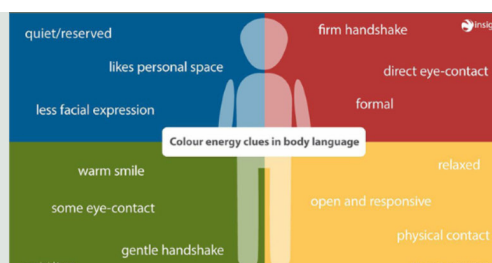 quiet/reserved
likes personal space
less facial expression
firm handshake
insig
direct eye-contact
formal
Colour energy clues in body language
warm smile
some eye-contact
gentle handshake
relaxed
open and responsive
physical contact